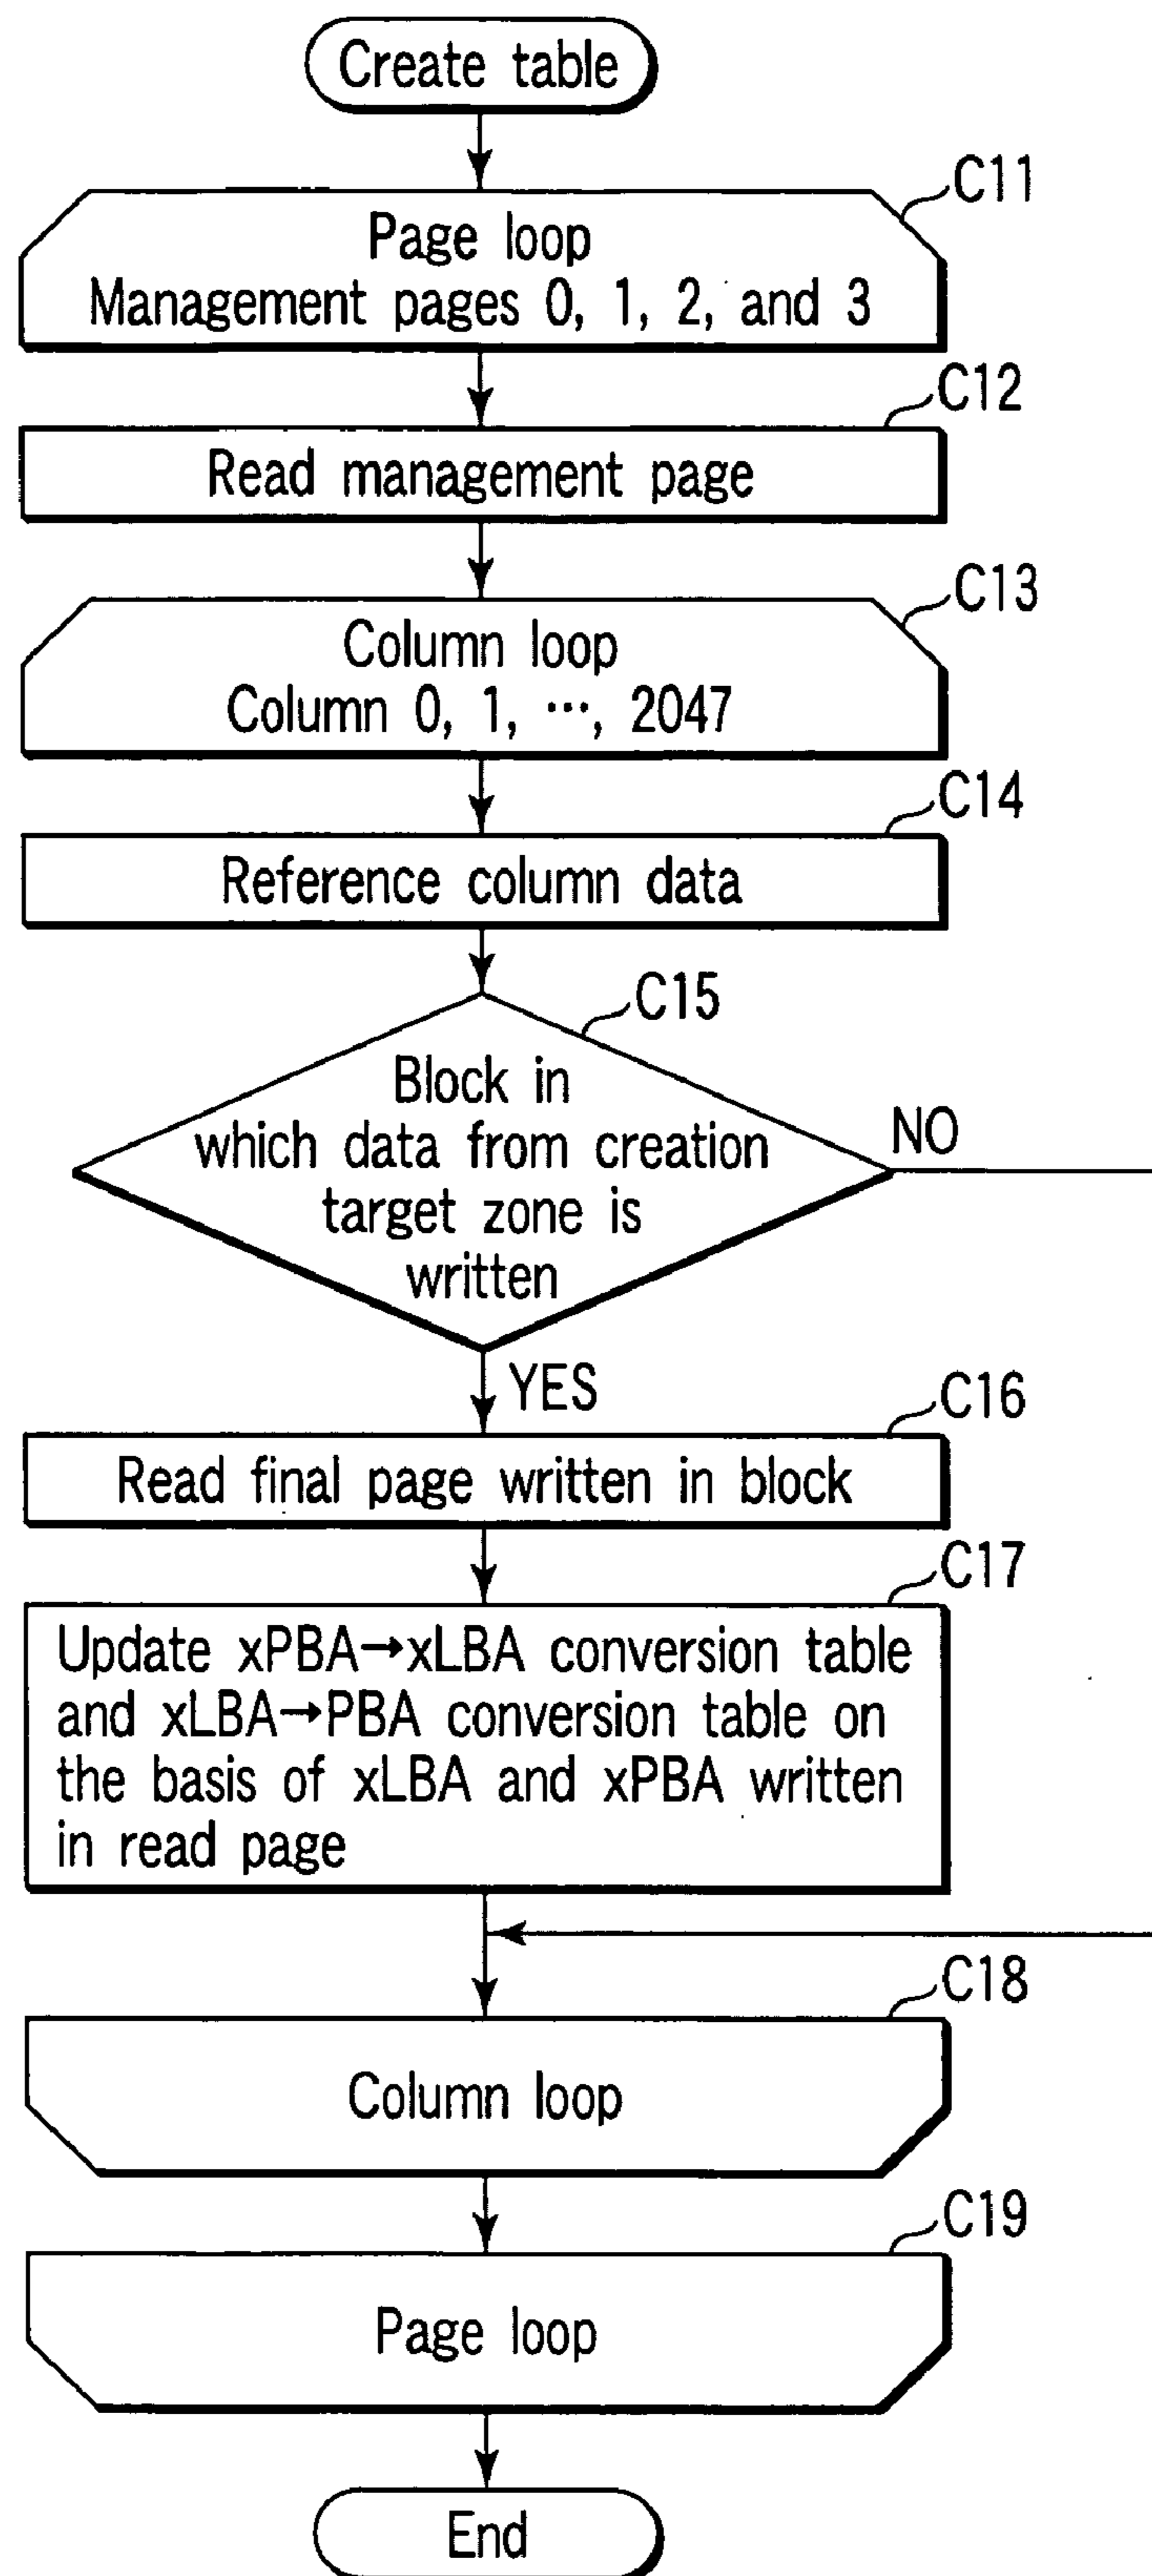 Create table
C11
Page loop
Management pages 0, 1, 2, and 3
C12
Read management page
C13
Column loop
Column 0, 1, ···, 2047
C14
Reference column data
C15
Block in
which data from creation
target zone is
written
NO
YES
C16
Read final page written in block
C17
Update xPBA→xLBA conversion table
and xLBA→PBA conversion table on
the basis of xLBA and xPBA written
in read page
C18
Column loop
C19
Page loop
End